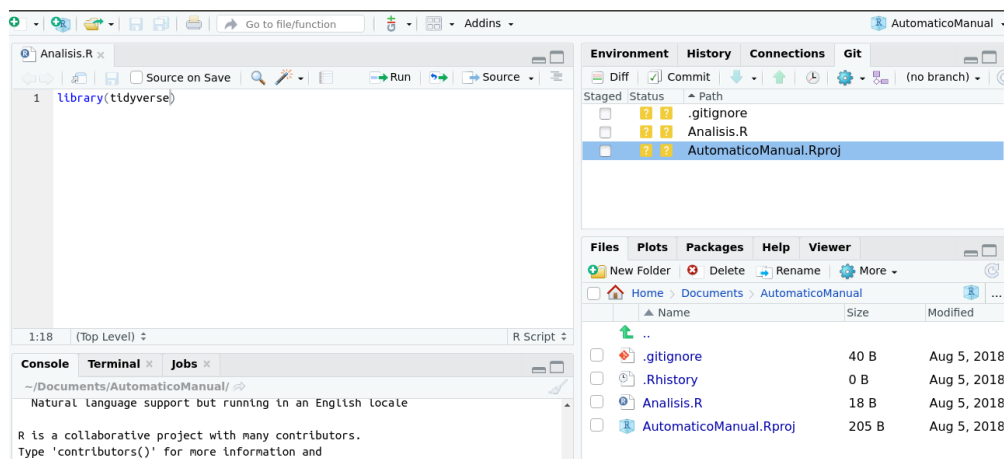 Go to file/function
Addins
AutomaticoManual
Analisis.R
Source on Save
Run
Source
1 library(tidyverse)
1:18
(Top Level)
R Script
Environment
History
Connections
Git
Diff
Commit
(no branch)
Staged
Status
Path
? ? .gitignore
? ? Analisis.R
? ? AutomaticoManual.Rproj
Files
Plots
Packages
Help
Viewer
New Folder
Delete
Rename
More
Home
Documents
AutomaticoManual
...
Name
Size
Modified
..
.gitignore 40 B Aug 5, 2018
.Rhistory 0 B Aug 5, 2018
Analisis.R 18 B Aug 5, 2018
AutomaticoManual.Rproj 205 B Aug 5, 2018
Console
Terminal
Jobs
~/Documents/AutomaticoManual/
Natural language support but running in an English locale
R is a collaborative project with many contributors.
Type 'contributors()' for more information and